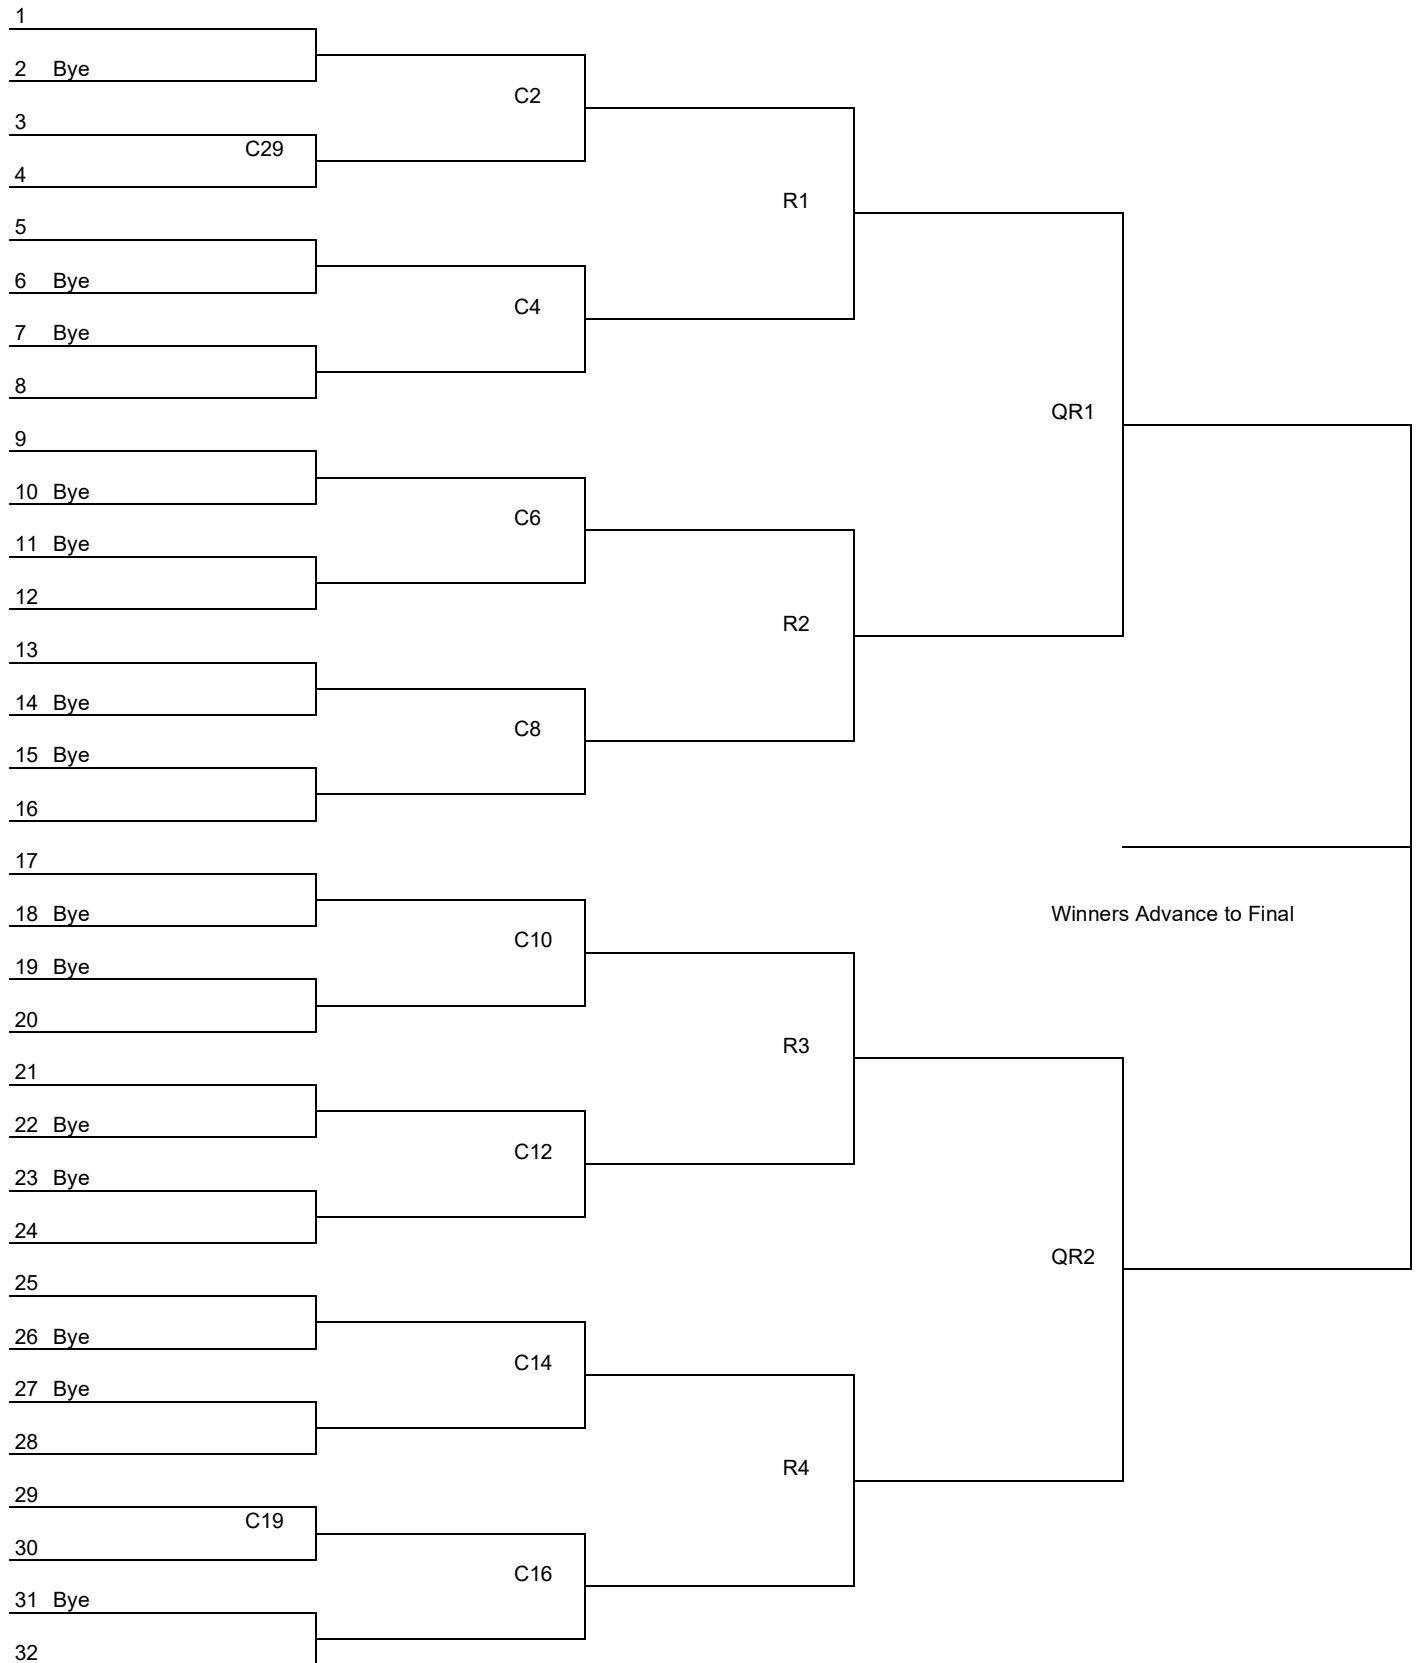 1
2 Bye
C2
3
C29
4
R1
5
6 Bye
C4
7 Bye
8
QR1
9
10 Bye
C6
11 Bye
12
R2
13
14 Bye
C8
15 Bye
16
17
18 Bye
Winners Advance to Final
C10
19 Bye
20
R3
21
22 Bye
C12
23 Bye
24
QR2
25
26 Bye
C14
27 Bye
28
R4
29
C19
30
C16
31 Bye
32